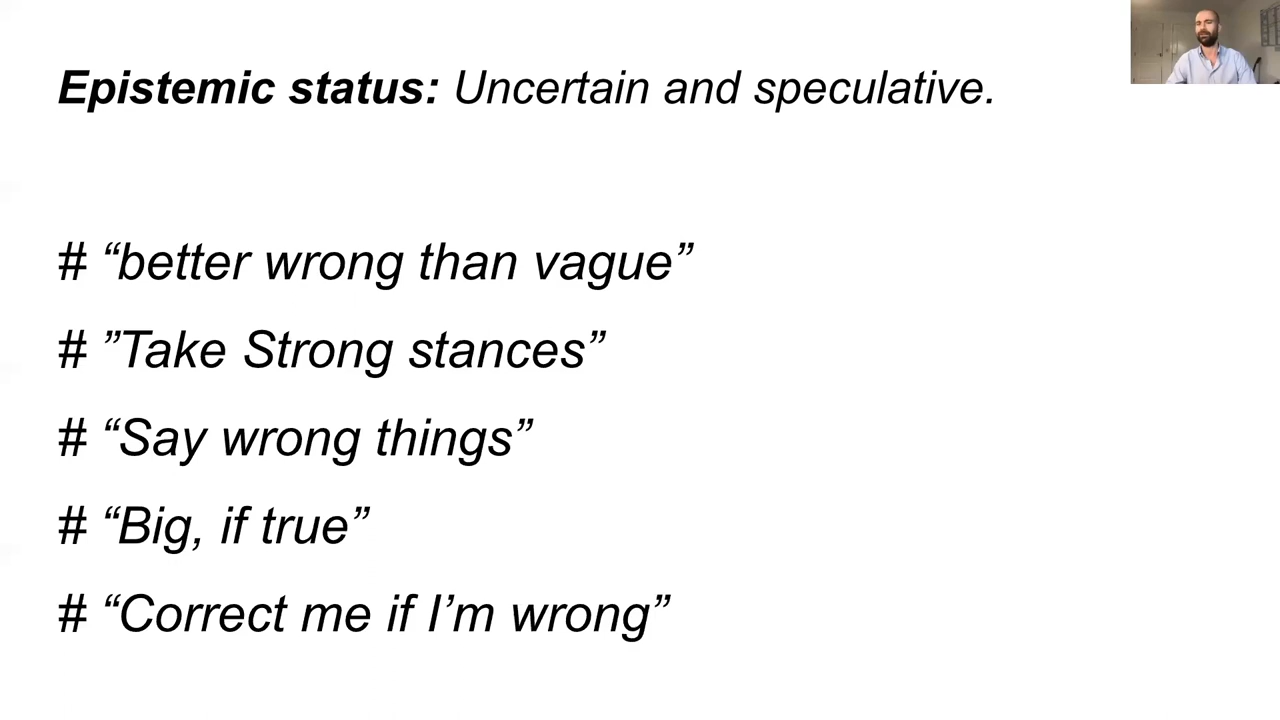 Epistemic status: Uncertain and speculative.
# “better wrong than vague”
# ”Take Strong stances”
# “Say wrong things”
# “Big, if true”
# “Correct me if I’m wrong”